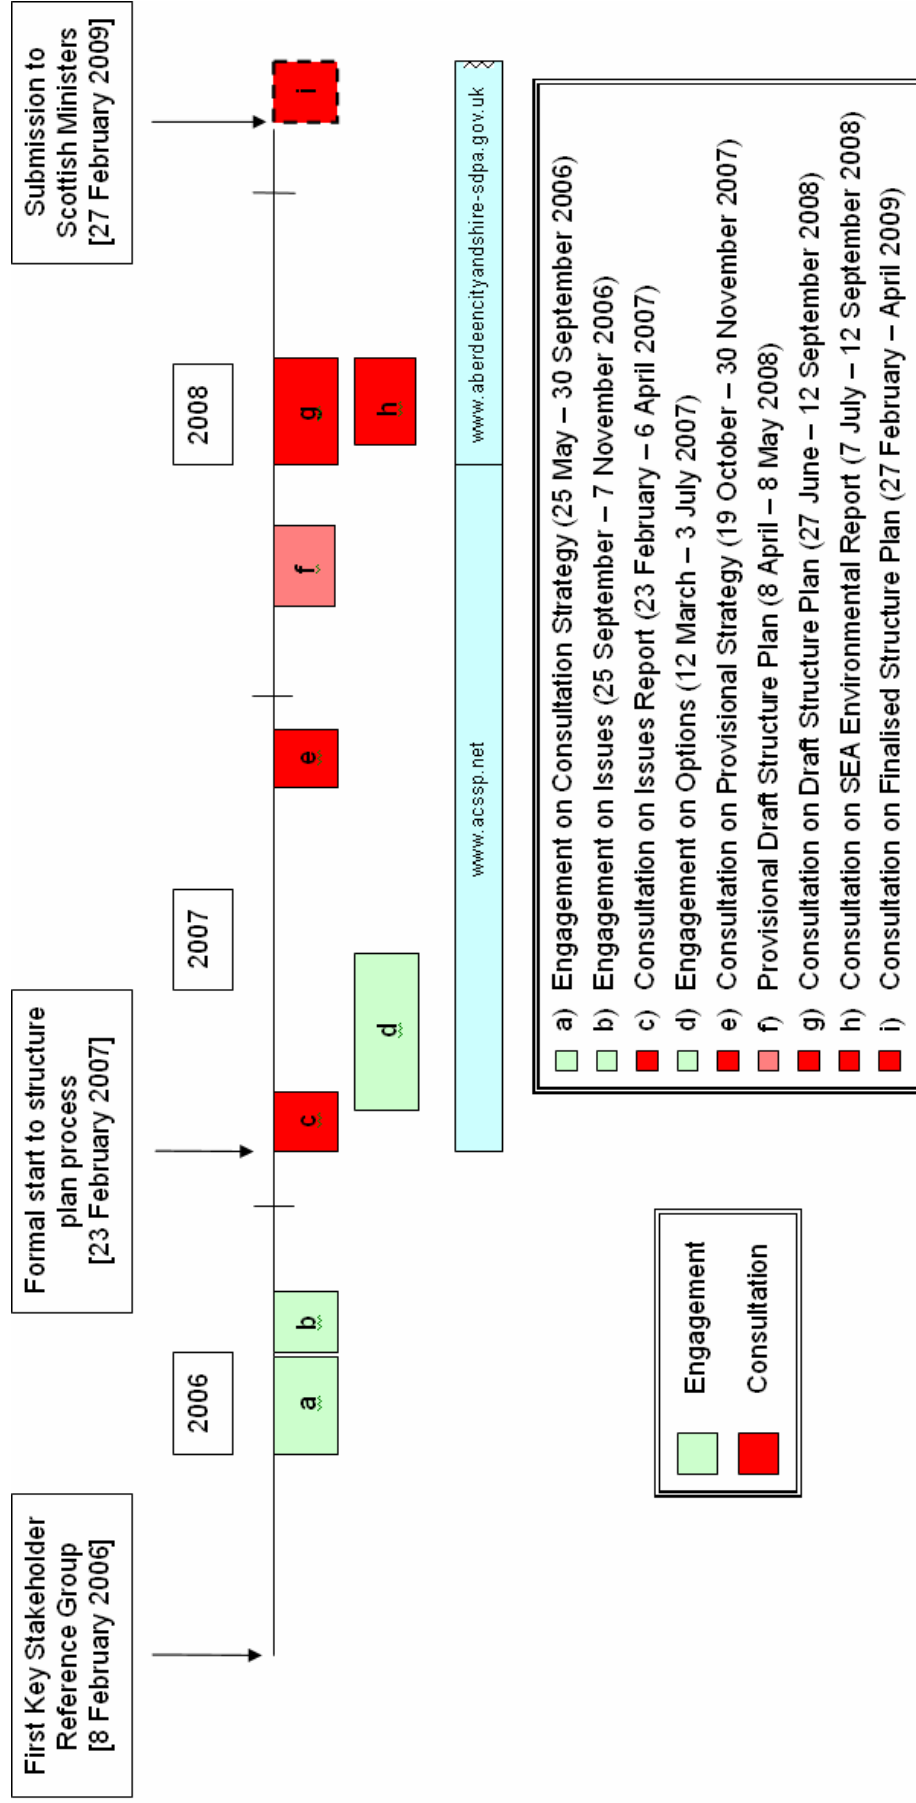 First Key Stakeholder
Reference Group
[8 February 2006]
Formal start to structure
plan process
[23 February 2007]
Submission to
Scottish Ministers
[27 February 2009]
2006
2007
2008
a
b
c
e
f
g
i
d
h
www.acssp.net
www.aberdeencityandshire-sdpa.gov.uk
Engagement
Consultation
a) Engagement on Consultation Strategy (25 May – 30 September 2006)
b) Engagement on Issues (25 September – 7 November 2006)
c) Consultation on Issues Report (23 February – 6 April 2007)
d) Engagement on Options (12 March – 3 July 2007)
e) Consultation on Provisional Strategy (19 October – 30 November 2007)
f) Provisional Draft Structure Plan (8 April – 8 May 2008)
g) Consultation on Draft Structure Plan (27 June – 12 September 2008)
h) Consultation on SEA Environmental Report (7 July – 12 September 2008)
i) Consultation on Finalised Structure Plan (27 February – April 2009)